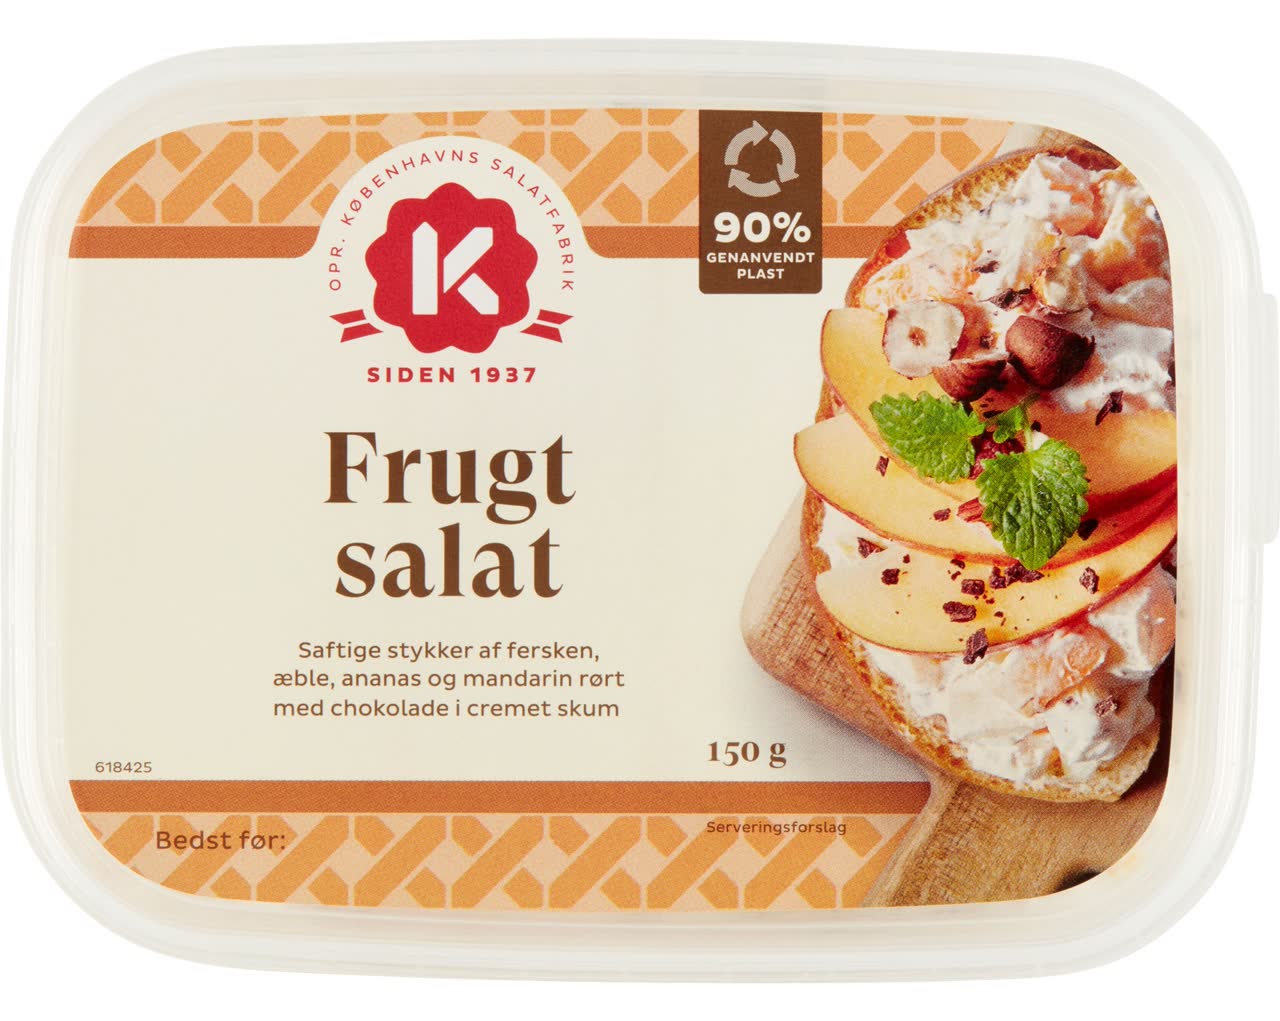 OPR. KØBENHAVNS SALATFABRIK
K
SIDEN 1937
90%
GENANVENDT
PLAST
Frugt
salat
Saftige stykker af fersken,
æble, ananas og mandarin rørt
med chokolade i cremet skum
150 g
618425
Serveringsforslag
Bedst før: